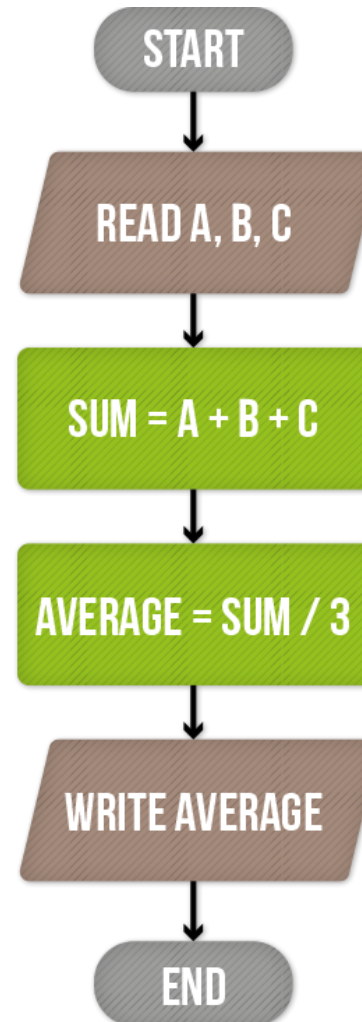 START
READ A, B, C
SUM = A + B + C
AVERAGE = SUM / 3
WRITE AVERAGE
END